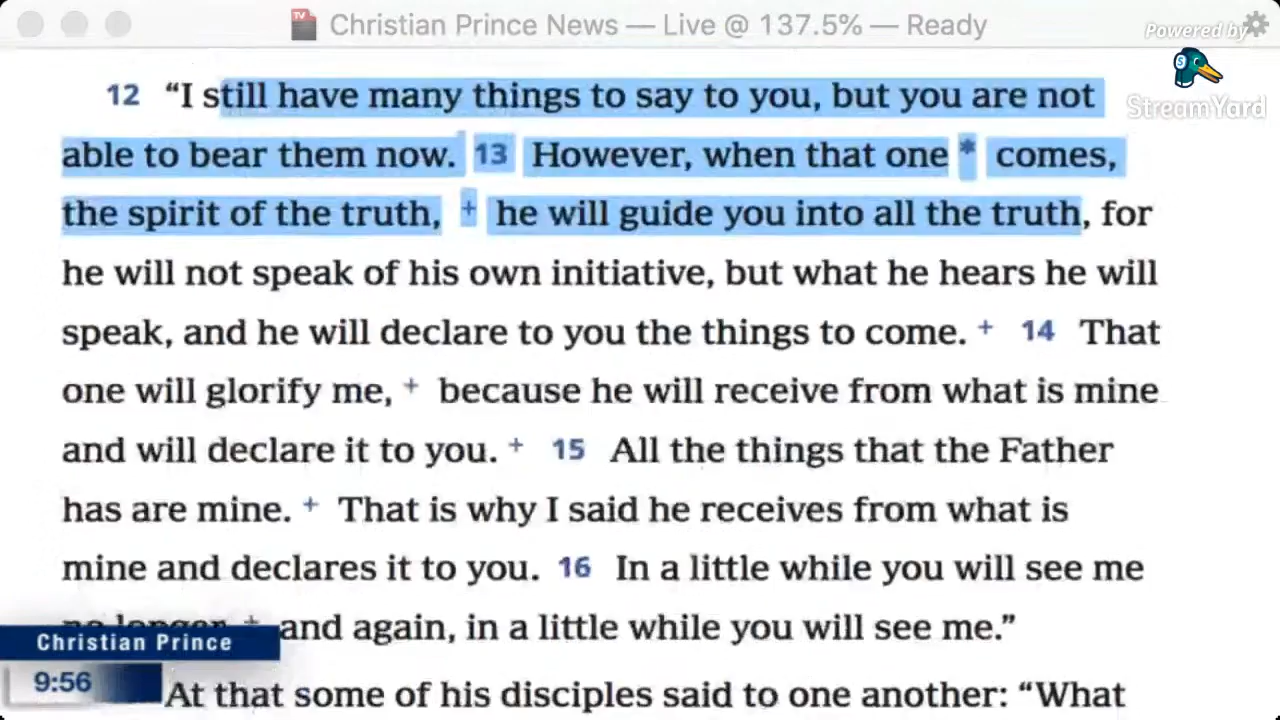 Christian Prince News — Live @ 137.5% — Ready
Powered by
StreamYard
12 “I still have many things to say to you, but you are not
able to bear them now. 13 However, when that one * comes,
the spirit of the truth, + he will guide you into all the truth, for
he will not speak of his own initiative, but what he hears he will
speak, and he will declare to you the things to come. + 14 That
one will glorify me, + because he will receive from what is mine
and will declare it to you. + 15 All the things that the Father
has are mine. + That is why I said he receives from what is
mine and declares it to you. 16 In a little while you will see me
no longer, + and again, in a little while you will see me.”
Christian Prince
9:56
At that some of his disciples said to one another: “What